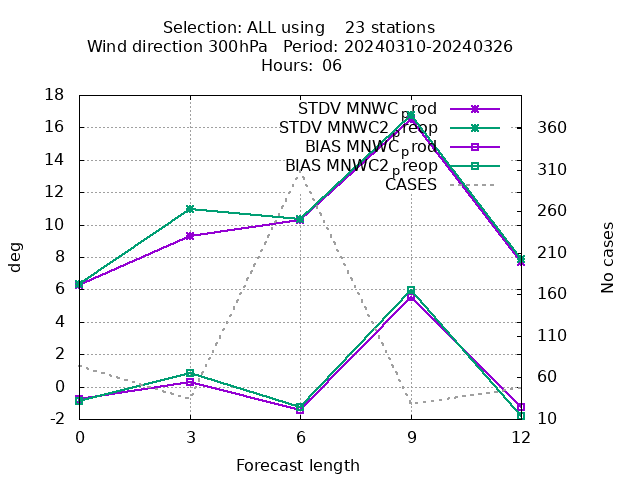 Selection: ALL using 23 stations
Wind direction 300hPa Period: 20240310-20240326
Hours: 06
STDV MNWC_prod
STDV MNWC2_preop
BIAS MNWC_prod
BIAS MNWC2_preop
CASES
18
16
14
12
10
8
6
4
2
0
-2
360
310
260
210
160
110
60
10
0 3 6 9 12
deg
No cases
Forecast length